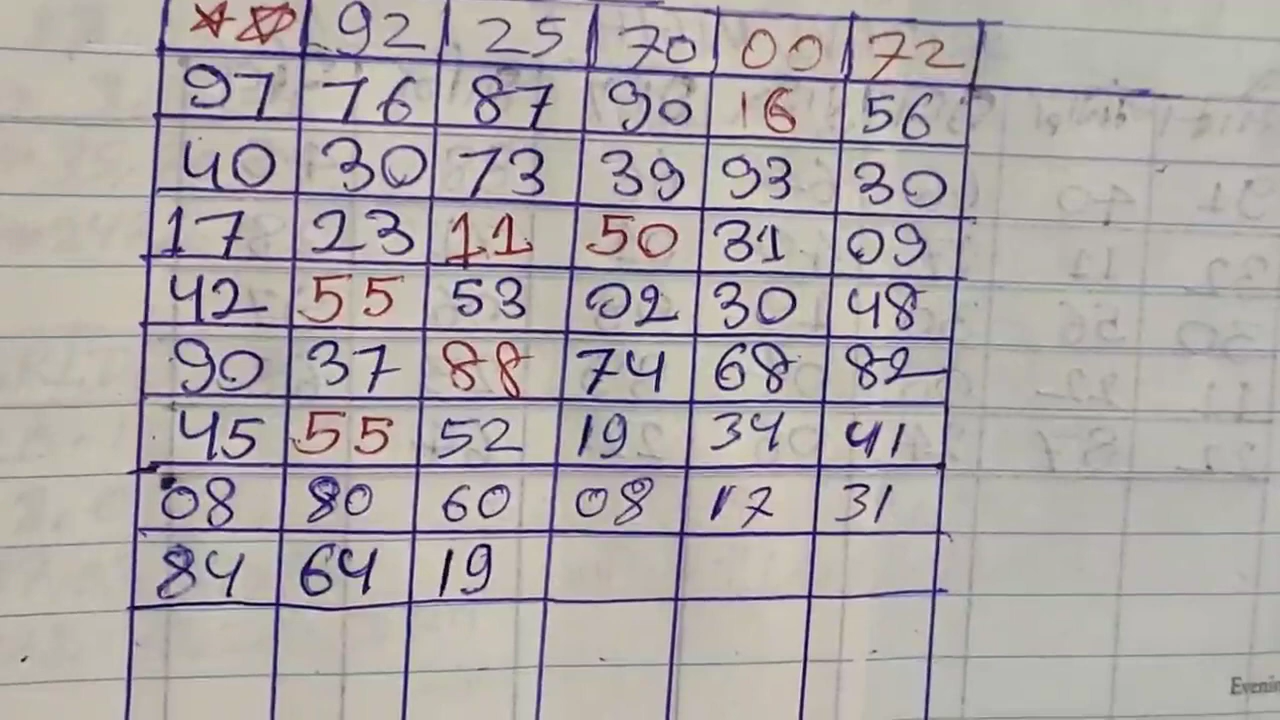 ** 92 25 70 00 72
97 76 87 90 16 56
40 30 73 39 93 30
17 23 11 50 31 09
42 55 53 02 30 48
90 37 88 74 68 82
45 55 52 19 34 41
08 80 60 08 17 31
84 64 19